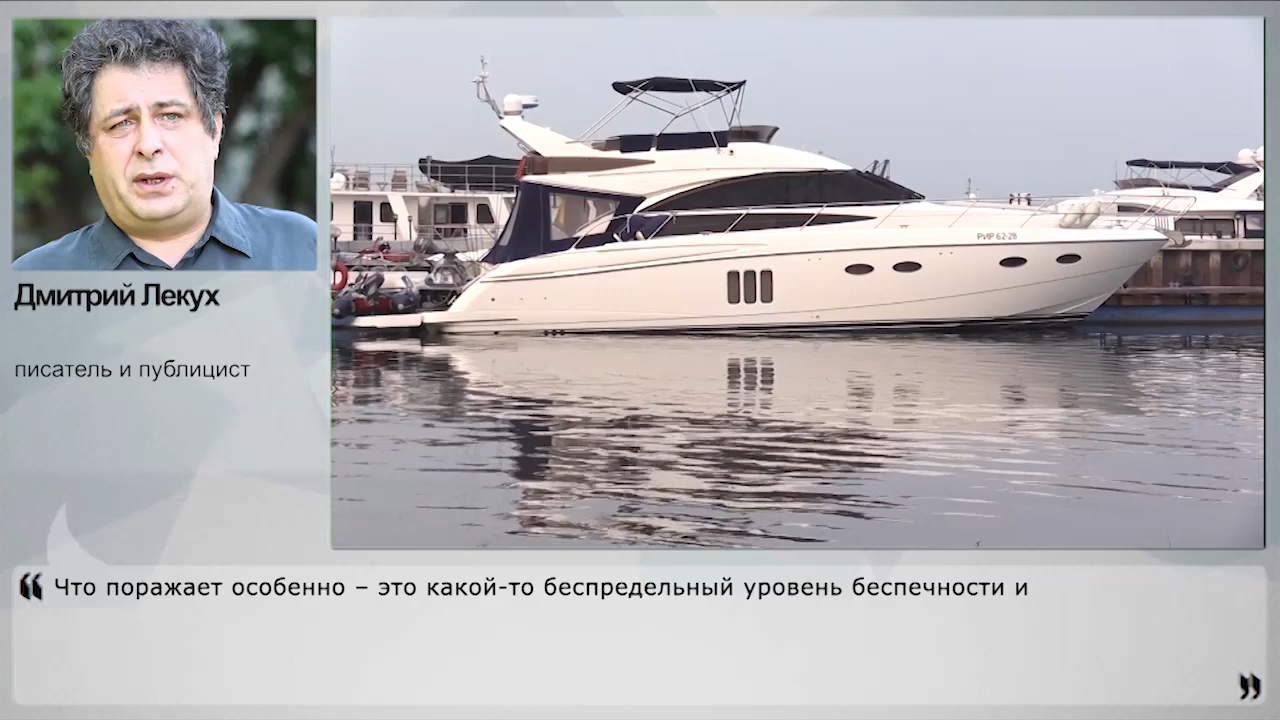 Дмитрий Лекух
писатель и публицист
РИР 62-28
“ Что поражает особенно – это какой-то беспредельный уровень беспечности и
”